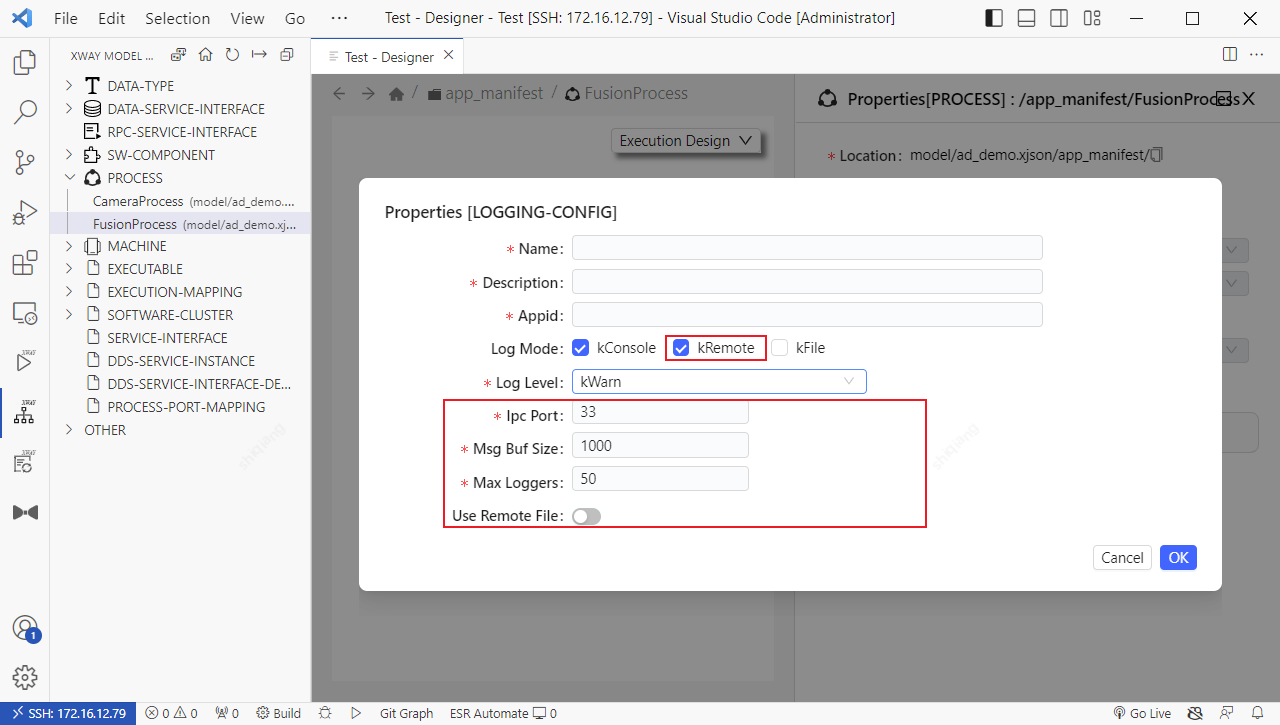 File Edit Selection View Go ··· Test - Designer - Test [SSH: 172.16.12.79] - Visual Studio Code [Administrator]
XWAY MODEL ...
Test - Designer
DATA-TYPE
DATA-SERVICE-INTERFACE
RPC-SERVICE-INTERFACE
SW-COMPONENT
PROCESS
CameraProcess (model/ad_demo....
FusionProcess (model/ad_demo.xj...
MACHINE
EXECUTABLE
EXECUTION-MAPPING
SOFTWARE-CLUSTER
SERVICE-INTERFACE
DDS-SERVICE-INSTANCE
DDS-SERVICE-INTERFACE-DE...
PROCESS-PORT-MAPPING
OTHER
XWAY
XWAY
XWAY
1
/ app_manifest / FusionProcess
Execution Design
Properties[PROCESS] : /app_manifest/FusionProcess
* Location: model/ad_demo.xjson/app_manifest/
Properties [LOGGING-CONFIG]
* Name:
* Description:
* Appid:
Log Mode: kConsole kRemote kFile
* Log Level: kWarn
* Ipc Port: 33
* Msg Buf Size: 1000
* Max Loggers: 50
Use Remote File:
Cancel OK
SSH: 172.16.12.79 0 0 0 Build Git Graph ESR Automate 0 Go Live